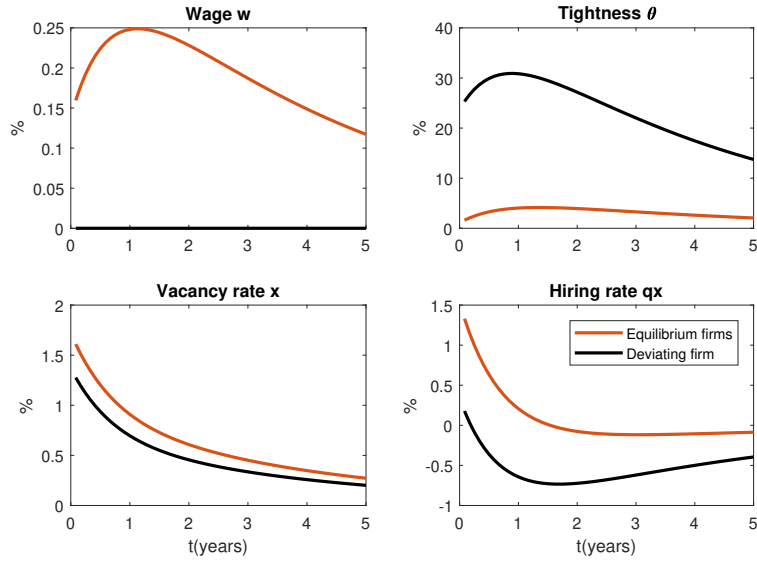 Wage w
0.25
0.2
0.15
0.1
0.05
0
%
0 1 2 3 4 5
Tightness θ
40
30
20
10
0
%
0 1 2 3 4 5
Vacancy rate x
2
1.5
1
0.5
0
%
0 1 2 3 4 5
t(years)
Hiring rate qx
1.5
1
0.5
0
-0.5
-1
%
Equilibrium firms
Deviating firm
0 1 2 3 4 5
t(years)